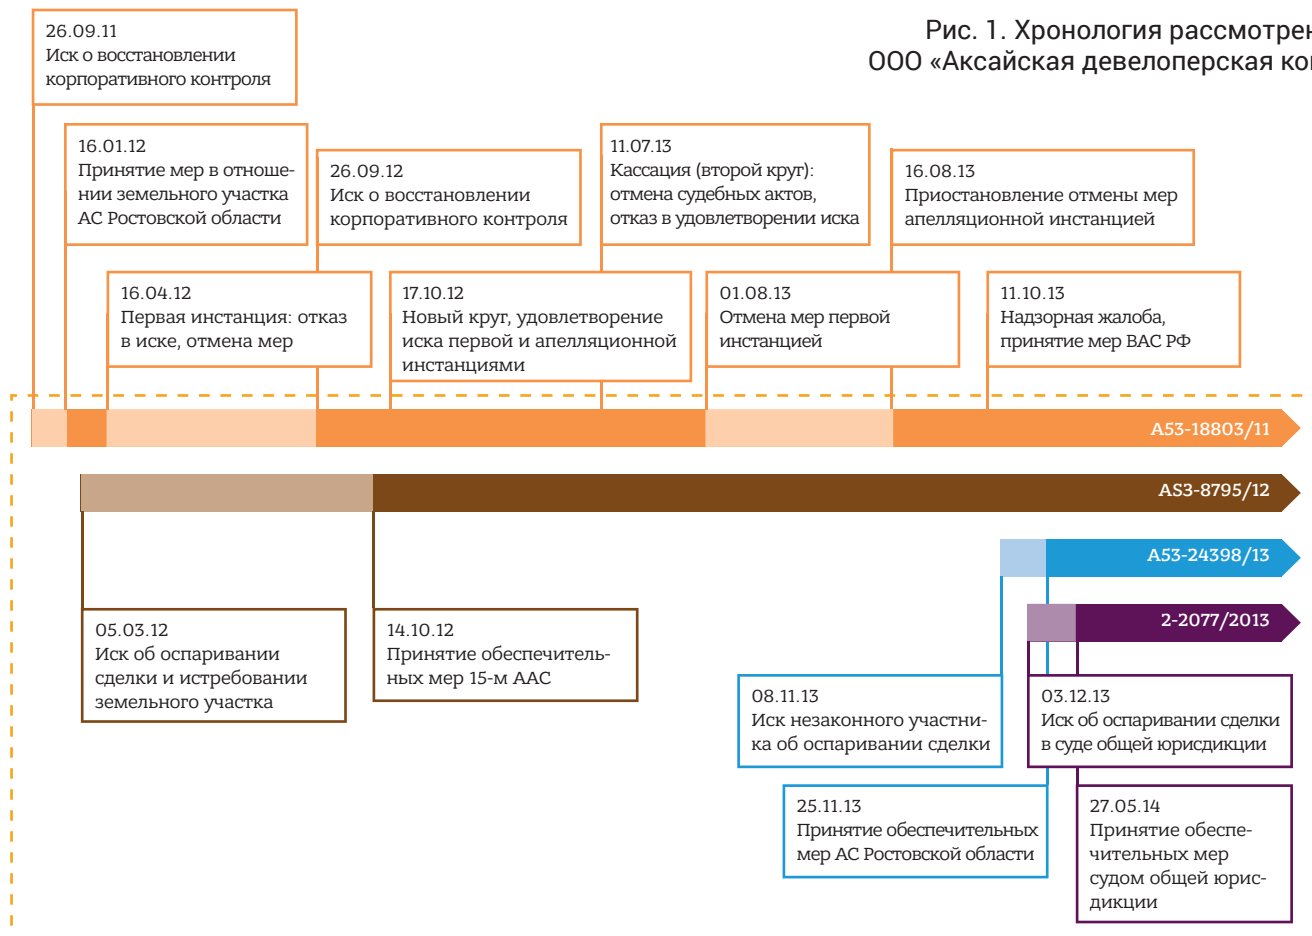 Рис. 1. Хронология рассмотрен
ООО «Аксайская девелоперская ко
26.09.11
Иск о восстановлении
корпоративного контроля
16.01.12
Принятие мер в отноше-
нии земельного участка
АС Ростовской области
26.09.12
Иск о восстановлении
корпоративного контроля
11.07.13
Кассация (второй круг):
отмена судебных актов,
отказ в удовлетворении иска
16.08.13
Приостановление отмены мер
апелляционной инстанцией
16.04.12
Первая инстанция: отказ
в иске, отмена мер
17.10.12
Новый круг, удовлетворение
иска первой и апелляционной
инстанциями
01.08.13
Отмена мер первой
инстанцией
11.10.13
Надзорная жалоба,
принятие мер ВАС РФ
А53-18803/11
AS3-8795/12
А53-24398/13
2-2077/2013
05.03.12
Иск об оспаривании
сделки и истребовании
земельного участка
14.10.12
Принятие обеспечитель-
ных мер 15-м ААС
08.11.13
Иск незаконного участни-
ка об оспаривании сделки
03.12.13
Иск об оспаривании сделки
в суде общей юрисдикции
25.11.13
Принятие обеспечительных
мер АС Ростовской области
27.05.14
Принятие обеспе-
чительных мер
судом общей юрис-
дикции